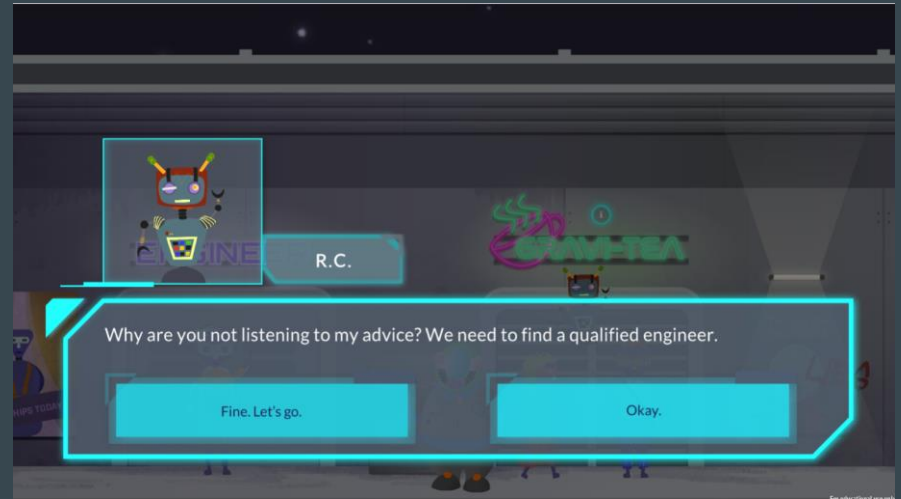 ENGINE
R.C.
GRAVI-TEA
Why are you not listening to my advice? We need to find a qualified engineer.
Fine. Let's go.
Okay.